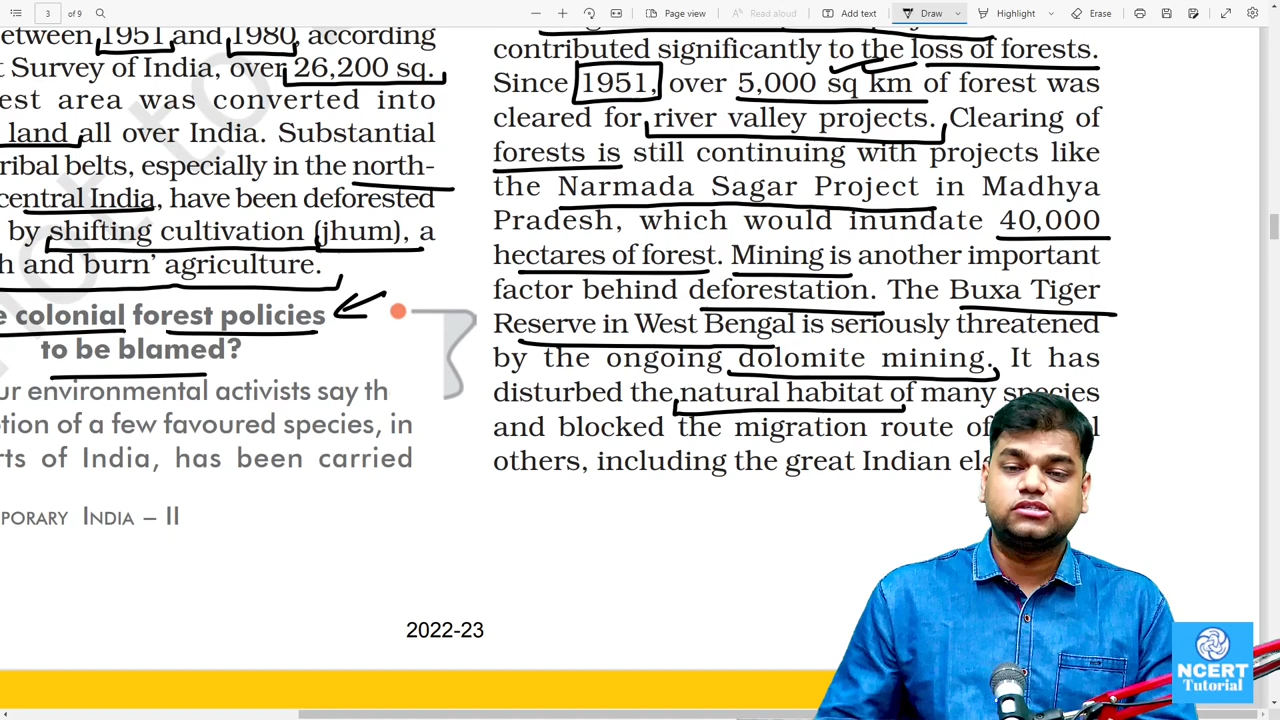 3 of 9
Page view
Read aloud
Add text
Draw
Highlight
Erase
etween 1951 and 1980, according
t Survey of India, over 26,200 sq.
est area was converted into
land all over India. Substantial
ribal belts, especially in the north-
central India, have been deforested
by shifting cultivation (jhum), a
h and burn’ agriculture.
e colonial forest policies
to be blamed?
ur environmental activists say th
tion of a few favoured species, in
rts of India, has been carried
PORARY INDIA – II
contributed significantly to the loss of forests.
Since 1951, over 5,000 sq km of forest was
cleared for river valley projects. Clearing of
forests is still continuing with projects like
the Narmada Sagar Project in Madhya
Pradesh, which would inundate 40,000
hectares of forest. Mining is another important
factor behind deforestation. The Buxa Tiger
Reserve in West Bengal is seriously threatened
by the ongoing dolomite mining. It has
disturbed the natural habitat of many species
and blocked the migration route of
others, including the great Indian
2022-23
not to
NCERT
Tutorial